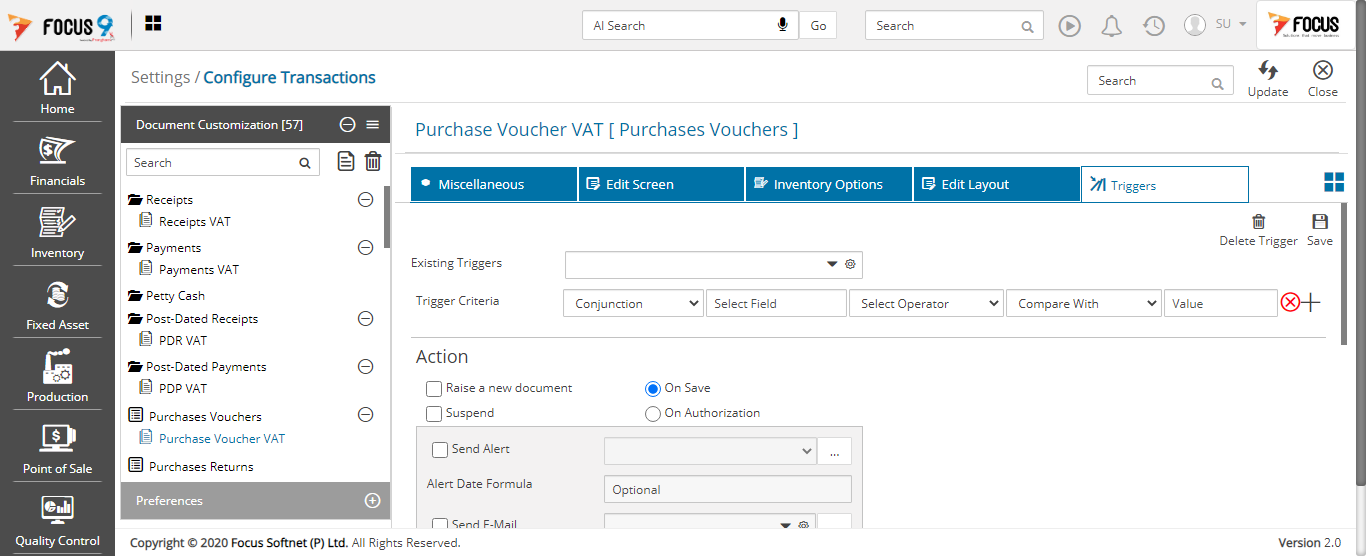 FOCUS 9
AI Search
Go
Search
SU
FOCUS
Home
Financials
Inventory
Fixed Asset
Production
Point of Sale
Quality Control
Settings / Configure Transactions
Search
Update
Close
Document Customization [57]
Search
Receipts
Receipts VAT
Payments
Payments VAT
Petty Cash
Post-Dated Receipts
PDR VAT
Post-Dated Payments
PDP VAT
Purchases Vouchers
Purchase Voucher VAT
Purchases Returns
Preferences
Purchase Voucher VAT [ Purchases Vouchers ]
Miscellaneous
Edit Screen
Inventory Options
Edit Layout
Triggers
Delete Trigger
Save
Existing Triggers
Trigger Criteria
Conjunction
Select Field
Select Operator
Compare With
Value
Action
Raise a new document
On Save
Suspend
On Authorization
Send Alert
...
Alert Date Formula
Optional
Send E-Mail
Copyright © 2020 Focus Softnet (P) Ltd. All Rights Reserved.
Version 2.0